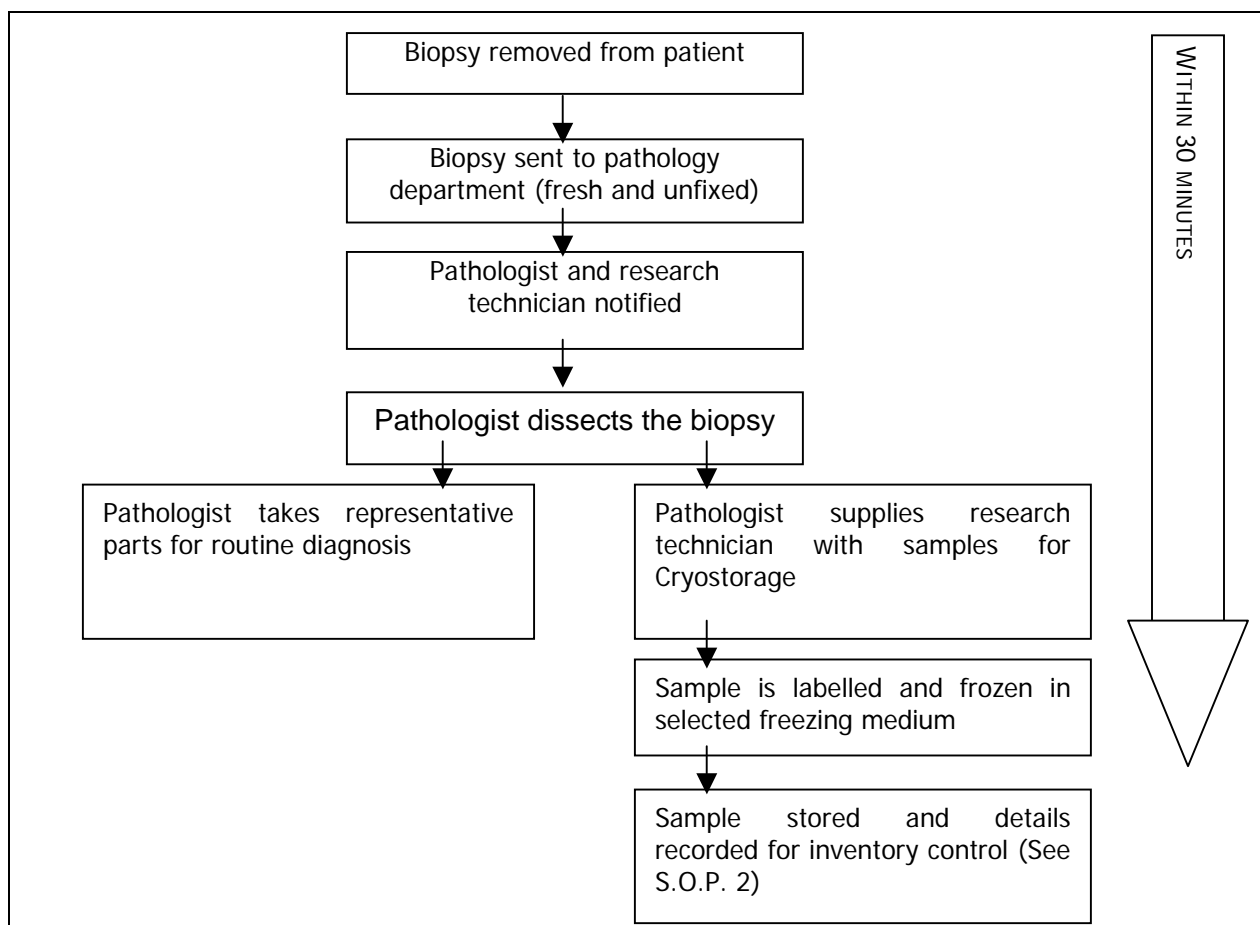 Biopsy removed from patient
Biopsy sent to pathology
department (fresh and unfixed)
Pathologist and research
technician notified
Pathologist dissects the biopsy
Pathologist takes representative
parts for routine diagnosis
Pathologist supplies research
technician with samples for
Cryostorage
Sample is labelled and frozen in
selected freezing medium
Sample stored and details
recorded for inventory control (See
S.O.P. 2)
WITHIN 30 MINUTES